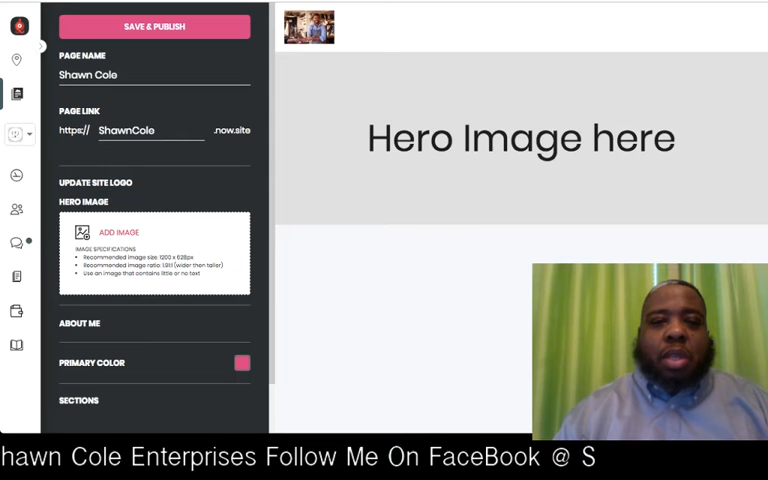 SAVE & PUBLISH
PAGE NAME
Shawn Cole
PAGE LINK
https:// ShawnCole .now.site
UPDATE SITE LOGO
HERO IMAGE
ADD IMAGE
IMAGE SPECIFICATIONS
Recommended image size: 1200 x 628px
Recommended image ratio: 1.91:1 (wider then taller)
Use an image that contains little or no text
ABOUT ME
PRIMARY COLOR
SECTIONS
Hero Image here
hawn Cole Enterprises Follow Me On FaceBook @ S